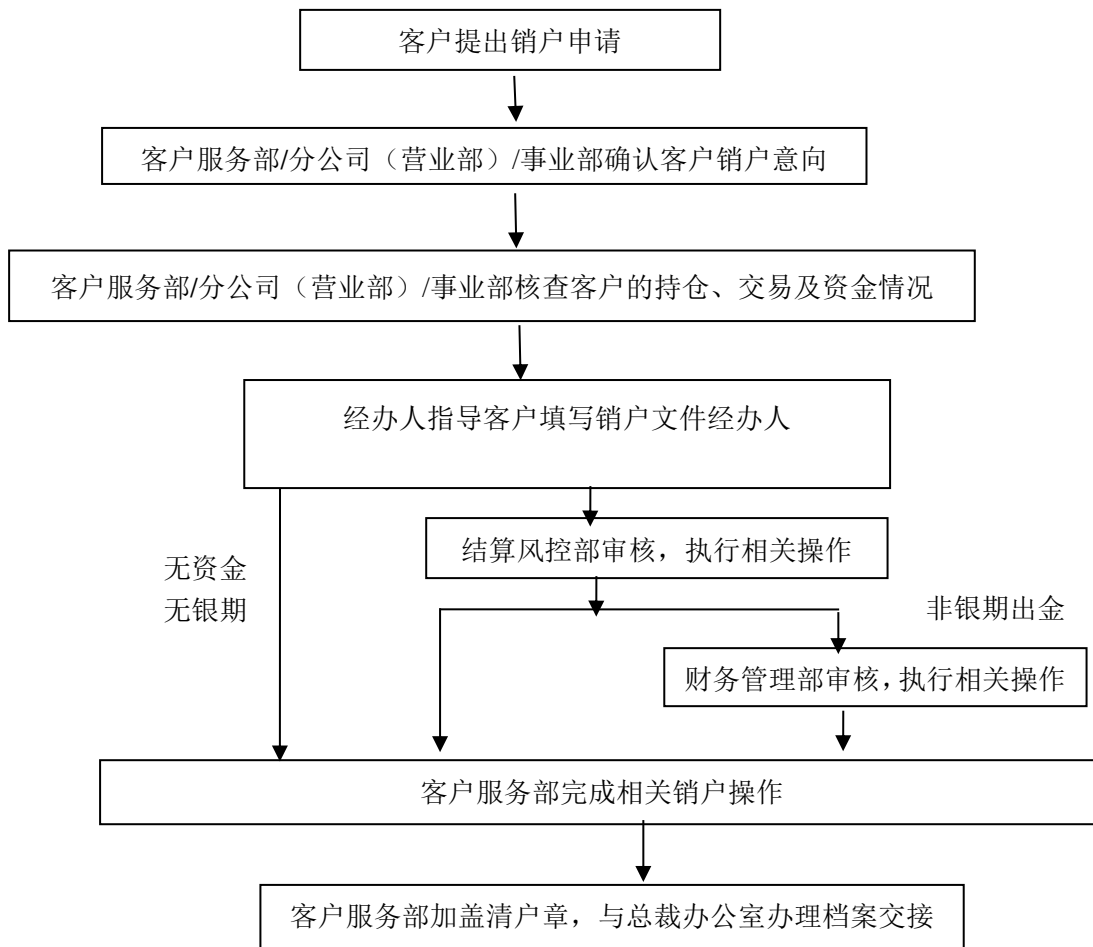 客户提出销户申请
客户服务部/分公司（营业部）/事业部确认客户销户意向
客户服务部/分公司（营业部）/事业部核查客户的持仓、交易及资金情况
经办人指导客户填写销户文件经办人
结算风控部审核，执行相关操作
无资金
无银期
非银期出金
财务管理部审核，执行相关操作
客户服务部完成相关销户操作
客户服务部加盖清户章，与总裁办公室办理档案交接